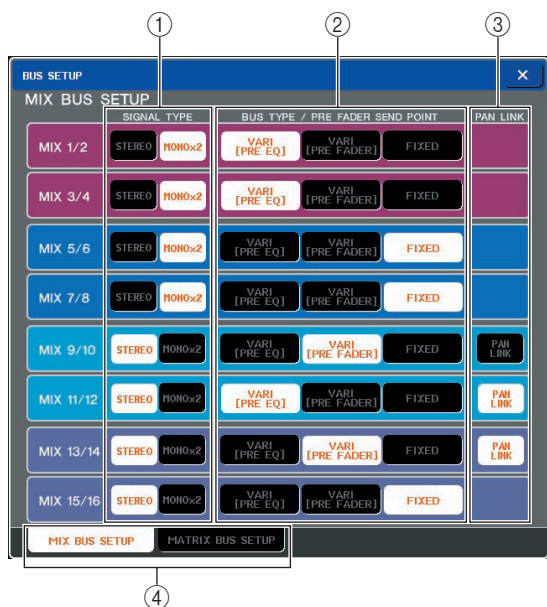 ① ② ③
BUS SETUP ×
MIX BUS SETUP
SIGNAL TYPE BUS TYPE / PRE FADER SEND POINT PAN LINK
MIX 1/2 STEREO MONO×2 VARI [PRE EQ] VARI [PRE FADER] FIXED
MIX 3/4 STEREO MONO×2 VARI [PRE EQ] VARI [PRE FADER] FIXED
MIX 5/6 STEREO MONO×2 VARI [PRE EQ] VARI [PRE FADER] FIXED
MIX 7/8 STEREO MONO×2 VARI [PRE EQ] VARI [PRE FADER] FIXED
MIX 9/10 STEREO MONO×2 VARI [PRE EQ] VARI [PRE FADER] FIXED PAN LINK
MIX 11/12 STEREO MONO×2 VARI [PRE EQ] VARI [PRE FADER] FIXED PAN LINK
MIX 13/14 STEREO MONO×2 VARI [PRE EQ] VARI [PRE FADER] FIXED PAN LINK
MIX 15/16 STEREO MONO×2 VARI [PRE EQ] VARI [PRE FADER] FIXED
MIX BUS SETUP MATRIX BUS SETUP
④